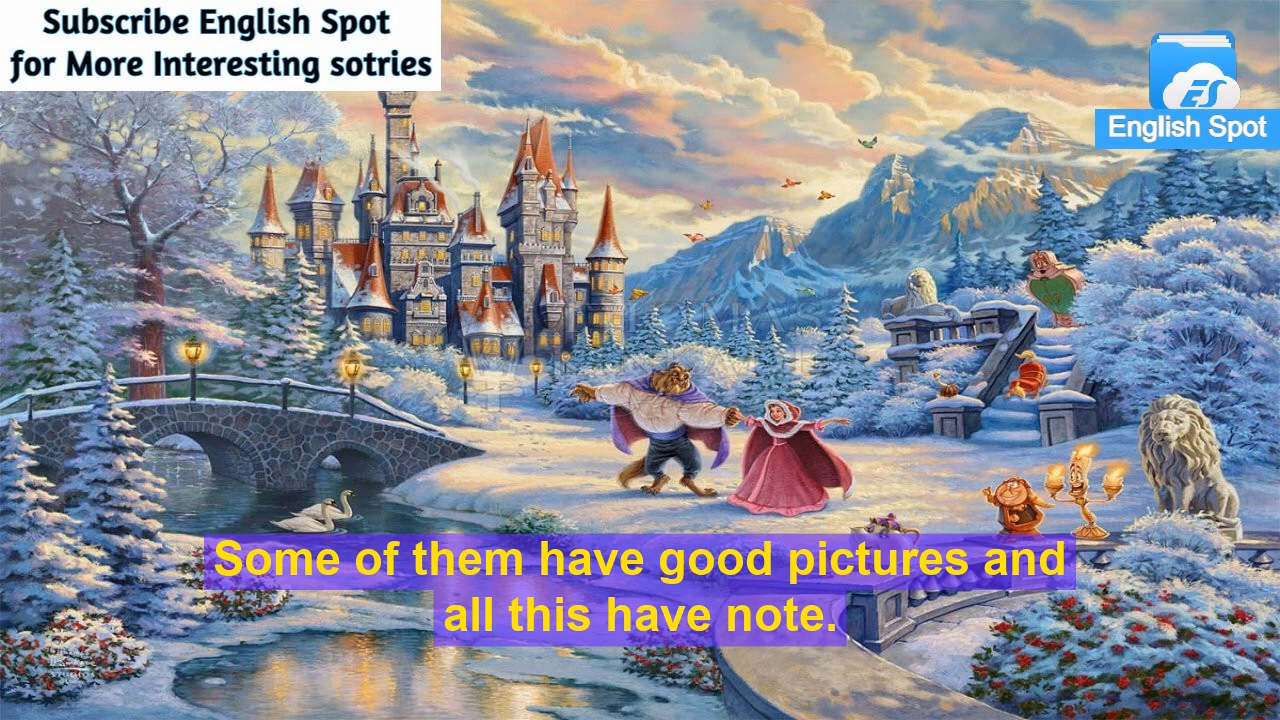 Subscribe English Spot
for More Interesting sotries
ES
English Spot
Some of them have good pictures and
all this have note.